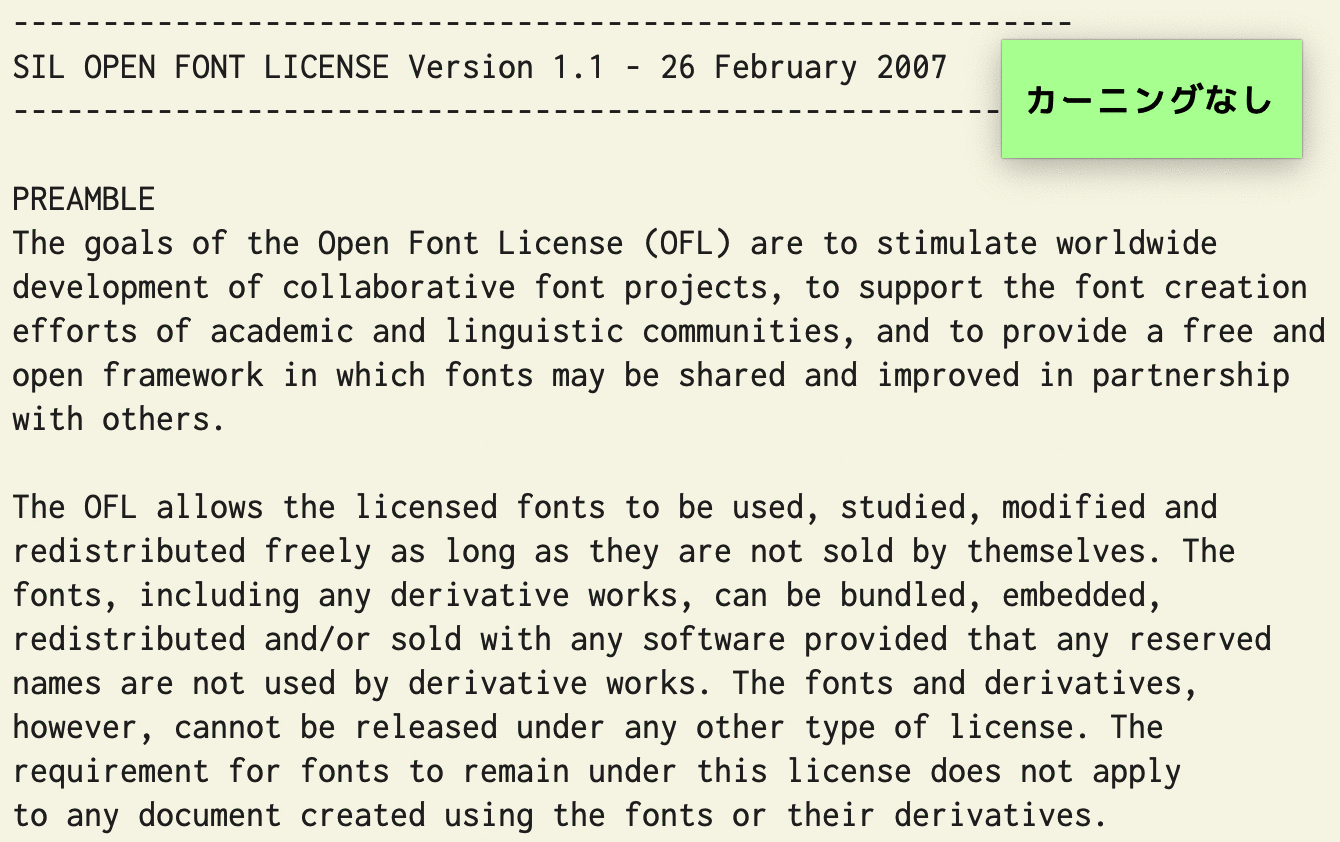 -----------------------------------------------------------
SIL OPEN FONT LICENSE Version 1.1 - 26 February 2007
-------------------------------------------------------
カーニングなし
PREAMBLE
The goals of the Open Font License (OFL) are to stimulate worldwide
development of collaborative font projects, to support the font creation
efforts of academic and linguistic communities, and to provide a free and
open framework in which fonts may be shared and improved in partnership
with others.
The OFL allows the licensed fonts to be used, studied, modified and
redistributed freely as long as they are not sold by themselves. The
fonts, including any derivative works, can be bundled, embedded,
redistributed and/or sold with any software provided that any reserved
names are not used by derivative works. The fonts and derivatives,
however, cannot be released under any other type of license. The
requirement for fonts to remain under this license does not apply
to any document created using the fonts or their derivatives.